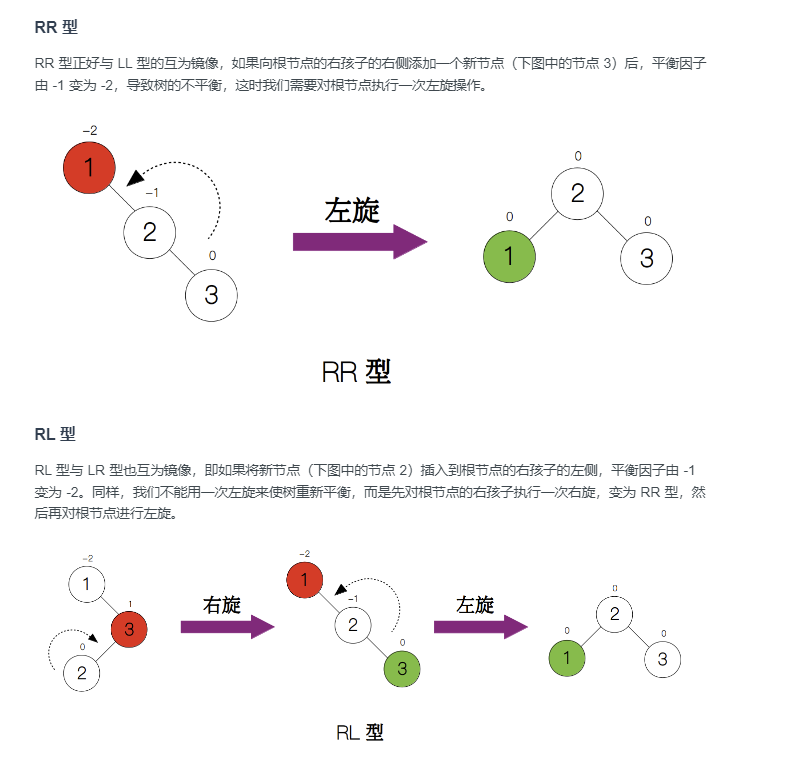 RR 型
RR 型正好与 LL 型的互为镜像，如果向根节点的右孩子的右侧添加一个新节点（下图中的节点 3）后，平衡因子
由 -1 变为 -2，导致树的不平衡，这时我们需要对根节点执行一次左旋操作。
-2
1
-1
2
0
3
左旋
0
2
0
1
0
3
RR 型
RL 型
RL 型与 LR 型也互为镜像，即如果将新节点（下图中的节点 2）插入到根节点的右孩子的左侧，平衡因子由 -1
变为 -2。同样，我们不能用一次左旋来使树重新平衡，而是先对根节点的右孩子执行一次右旋，变为 RR 型，然
后再对根节点进行左旋。
-2
1
1
3
0
2
右旋
-2
1
-1
2
0
3
左旋
0
2
0
1
0
3
RL 型